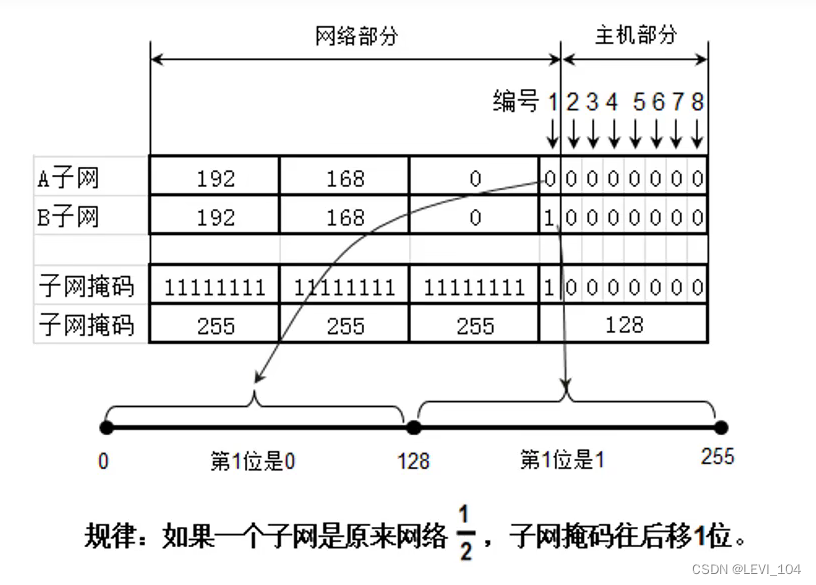 网络部分 主机部分
编号 1 2 3 4 5 6 7 8
A子网 192 168 0 0 0 0 0 0 0 0 0
B子网 192 168 0 1 0 0 0 0 0 0 0
子网掩码 11111111 11111111 11111111 1 0 0 0 0 0 0 0
子网掩码 255 255 255 128
0 第1位是0 128 第1位是1 255
规律：如果一个子网是原来网络1/2，子网掩码往后移1位。
CSDN @LEVI_104